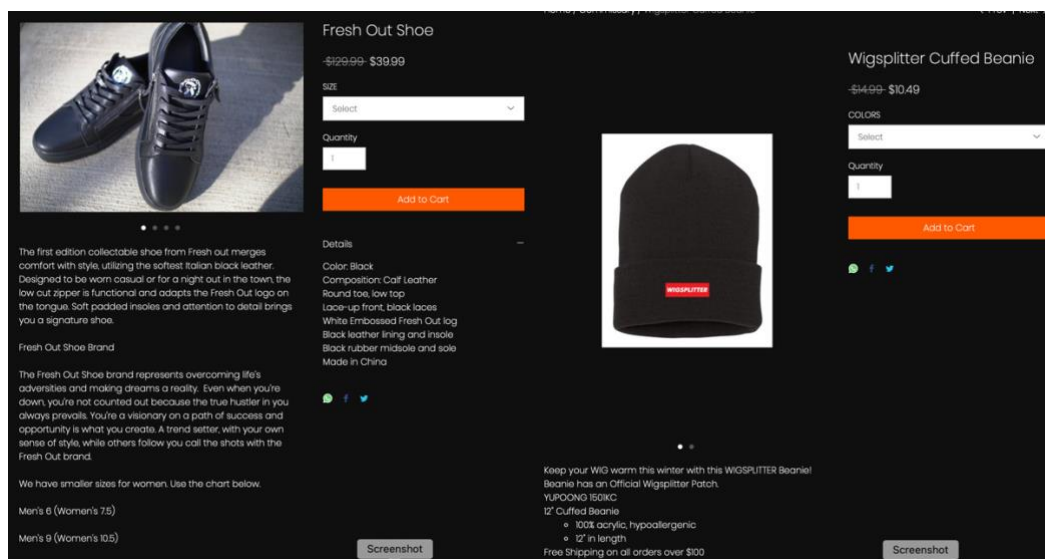 Fresh Out Shoe
$129.99 $39.99
SIZE
Select
Quantity
1
Add to Cart
Details
Color: Black
Composition: Calf Leather
Round toe, low top
Lace-up front, black laces
White Embossed Fresh Out log
Black leather lining and insole
Black rubber midsole and sole
Made in China
The first edition collectable shoe from Fresh out merges
comfort with style, utilizing the softest Italian black leather.
Designed to be worn casual or for a night out in the town, the
low cut zipper is functional and adapts the Fresh Out logo on
the tongue. Soft padded insoles and attention to detail brings
you a signature shoe.
Fresh Out Shoe Brand
The Fresh Out Shoe brand represents overcoming life's
adversities and making dreams a reality. Even when you're
down, you're not counted out because the true hustler in you
always prevails. You're a visionary on a path of success and
opportunity is what you create. A trend setter, with your own
sense of style, while others follow you call the shots with the
Fresh Out brand.
We have smaller sizes for women. Use the chart below.
Men's 6 (Women's 7.5)
Men's 9 (Women's 10.5)
Screenshot
Home / Commissary / Wigsplitter Cuffed Beanie
Prev | Next
WIGSPLITTER
Keep your WIG warm this winter with this WIGSPLITTER Beanie!
Beanie has an Official Wigsplitter Patch.
YUPOONG 1501KC
12" Cuffed Beanie
100% acrylic, hypoallergenic
12" in length
Free Shipping on all orders over $100
Wigsplitter Cuffed Beanie
$14.99 $10.49
COLORS
Select
Quantity
1
Add to Cart
Screenshot